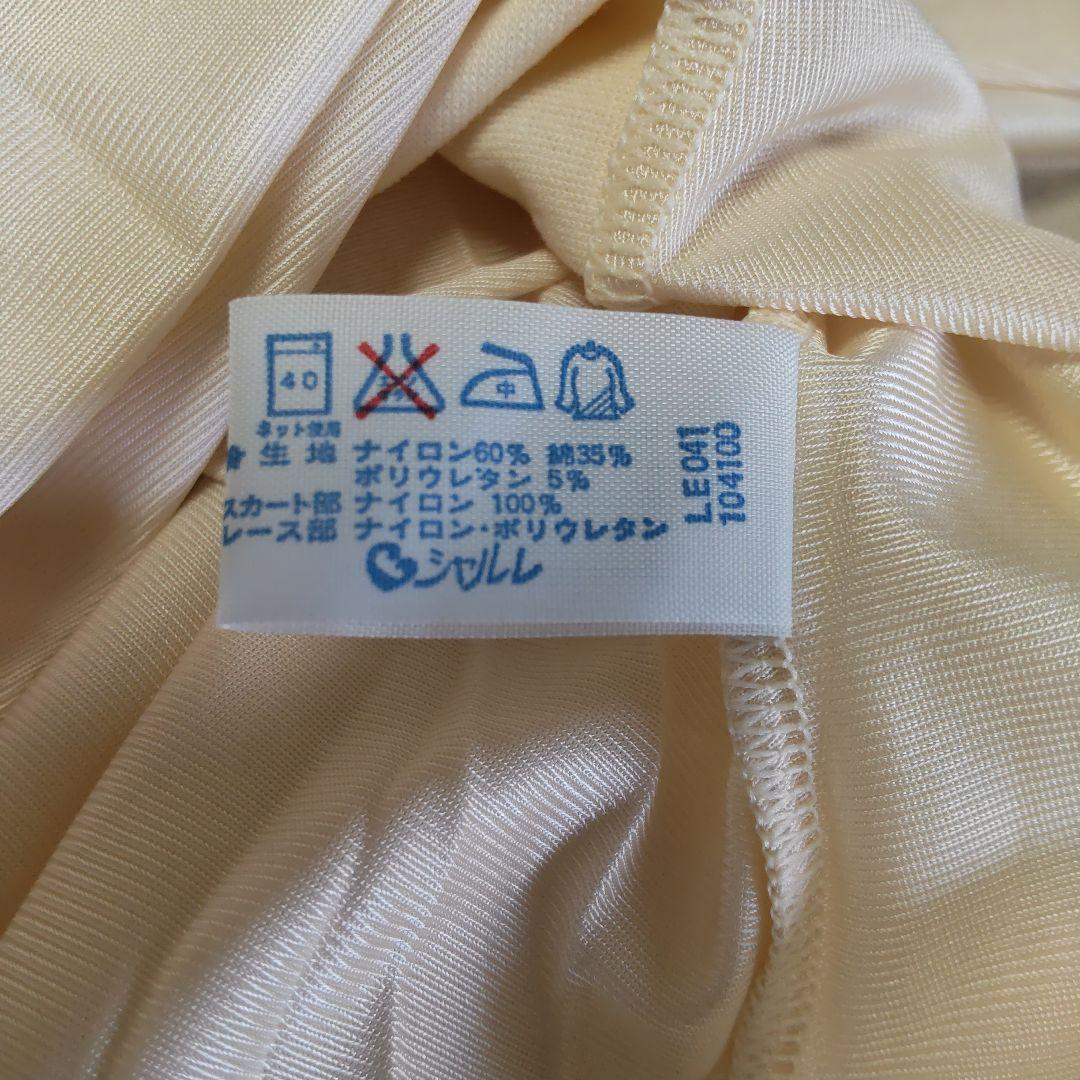 40
ネット使用
身生地 ナイロン60% 綿35%
ポリウレタン 5%
スカート部 ナイロン 100%
レース部 ナイロン・ポリウレタン
シャルレ
中
LE041
104100